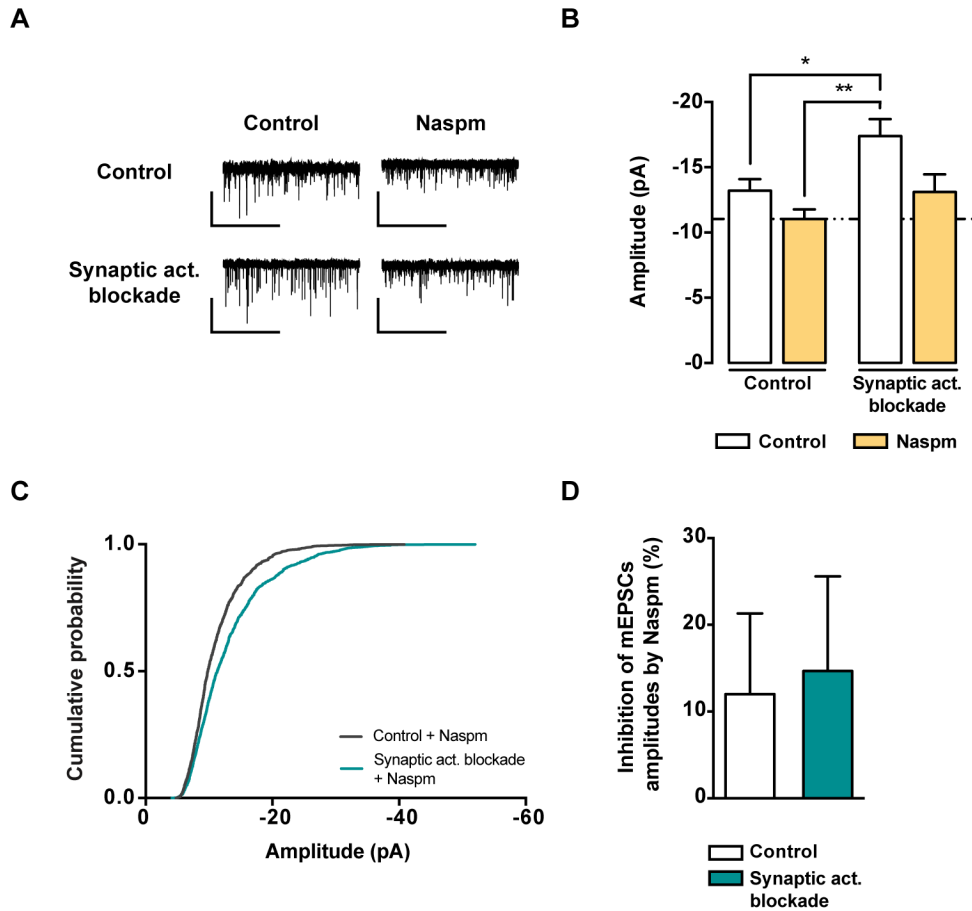 A
Control
Naspm
Control
Synaptic act.
blockade
B
*
**
Amplitude (pA)
-20
-15
-10
-5
-0
Control
Synaptic act.
blockade
Control
Naspm
C
Cumulative probability
1.0
0.5
0.0
0
-20
-40
-60
Amplitude (pA)
Control + Naspm
Synaptic act. blockade
+ Naspm
D
Inhibition of mEPSCs
amplitudes by Naspm (%)
30
20
10
0
Control
Synaptic act.
blockade